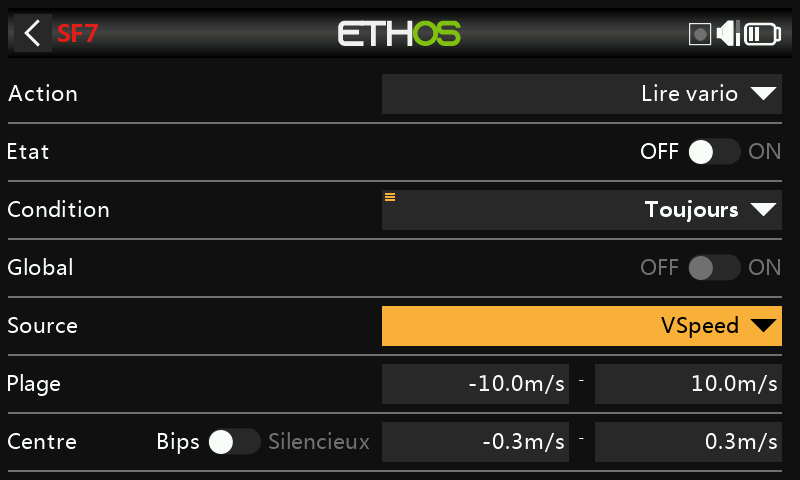 SF7 ETHOS
Action Lire vario
Etat OFF ON
Condition Toujours
Global OFF ON
Source VSpeed
Plage -10.0m/s - 10.0m/s
Centre Bips Silencieux -0.3m/s - 0.3m/s